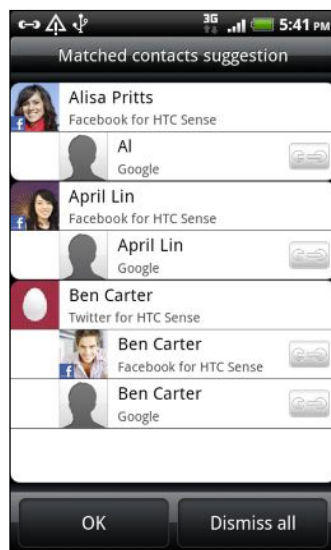 3G
5:41 PM
Matched contacts suggestion
Alisa Pritts
Facebook for HTC Sense
Al
Google
April Lin
Facebook for HTC Sense
April Lin
Google
Ben Carter
Twitter for HTC Sense
Ben Carter
Facebook for HTC Sense
Ben Carter
Google
OK
Dismiss all